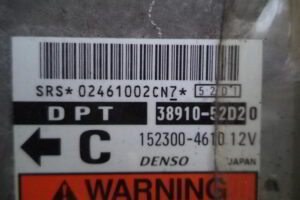 SRS*02461002CN7* 5201
DPT 38910-52D20
C 152300-4610 12V
DENSO JAPAN
WARNING